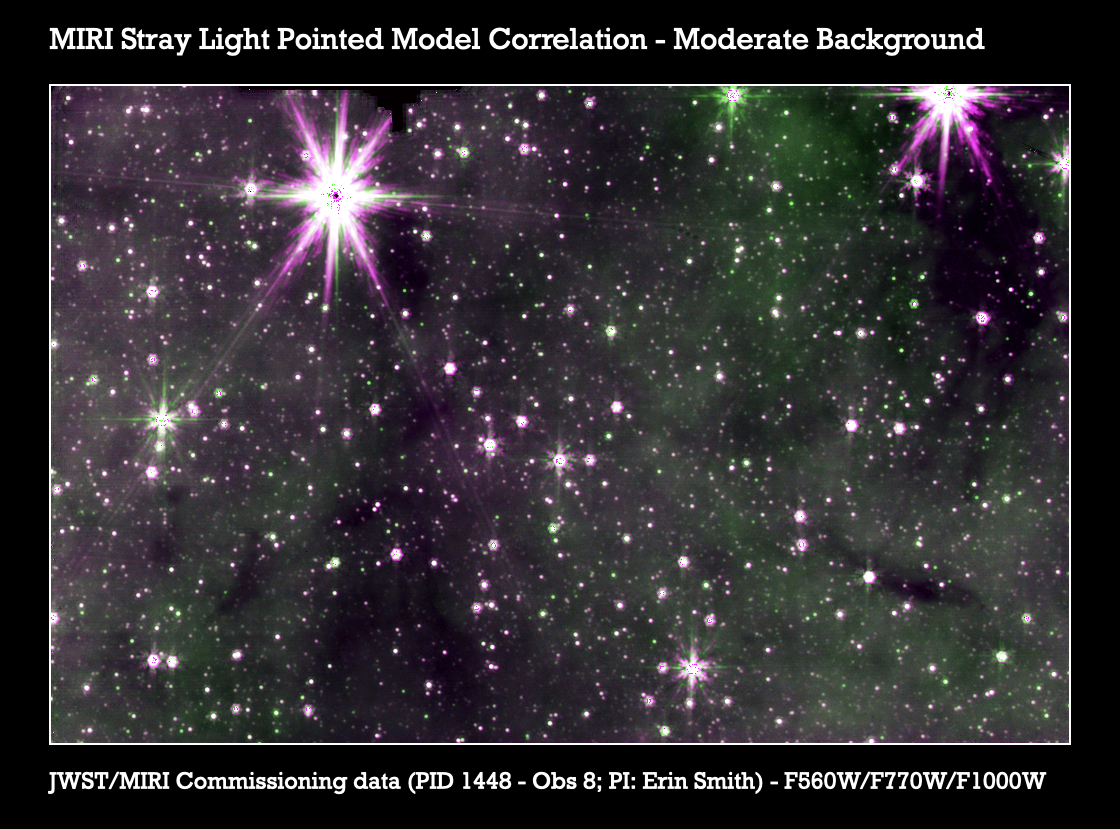 MIRI Stray Light Pointed Model Correlation - Moderate Background
JWST/MIRI Commissioning data (PID 1448 - Obs 8; PI: Erin Smith) - F560W/F770W/F1000W